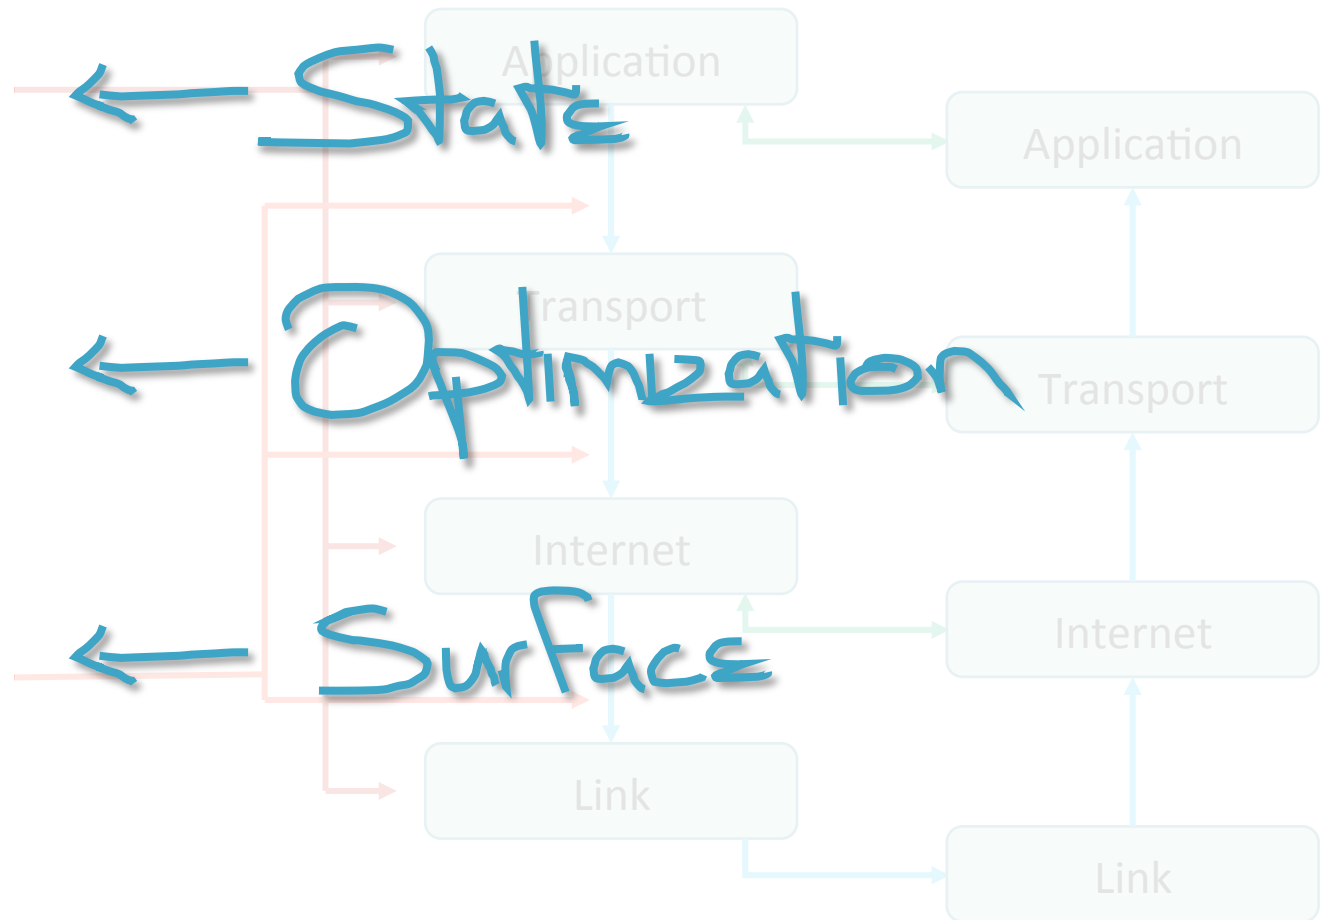 Application
State
Application
Transport
Optimization
Transport
Internet
Surface
Internet
Link
Link